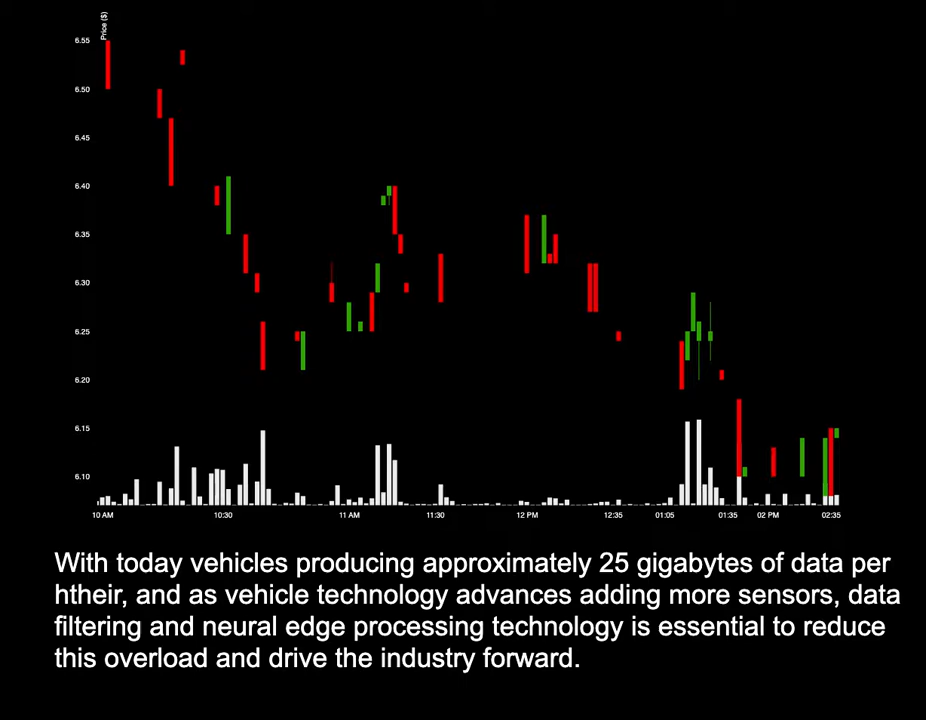 Price ($)
6.55
6.50
6.45
6.40
6.35
6.30
6.25
6.20
6.15
6.10
10 AM 10:30 11 AM 11:30 12 PM 12:35 01:05 01:35 02 PM 02:35
With today vehicles producing approximately 25 gigabytes of data per
htheir, and as vehicle technology advances adding more sensors, data
filtering and neural edge processing technology is essential to reduce
this overload and drive the industry forward.